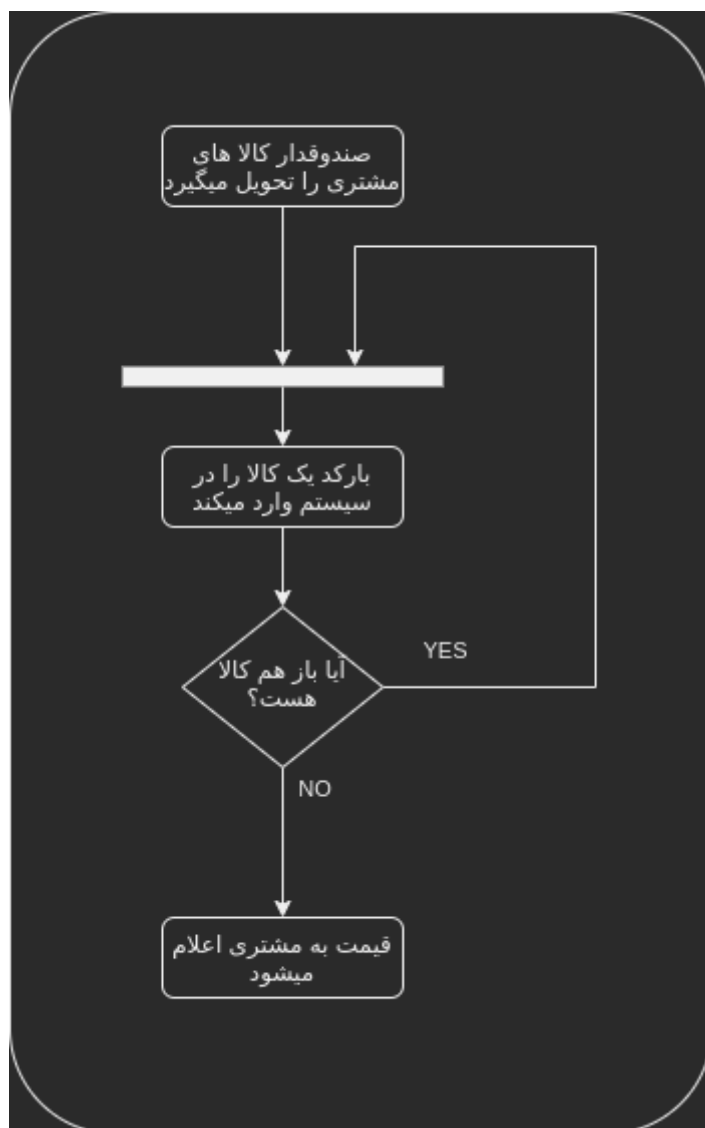 صندوقدار کالا های
مشتری را تحویل میگیرد
بارکد یک کالا را در
سیستم وارد میکند
آیا باز هم کالا
هست؟
YES
NO
قیمت به مشتری اعلام
میشود